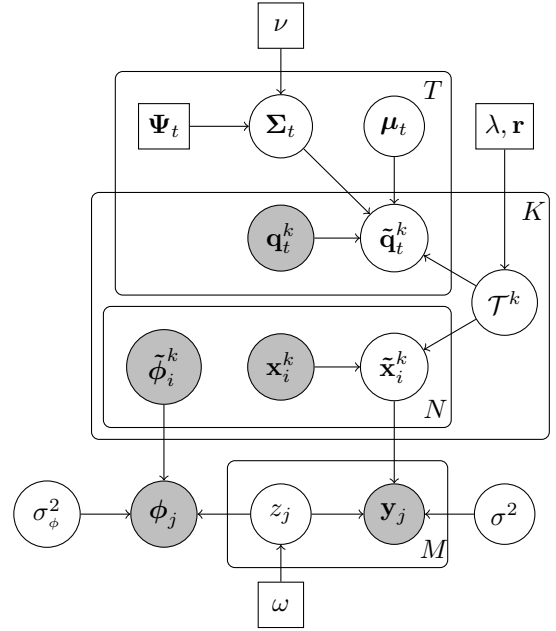 ν
T
Ψ_t Σ_t μ_t λ, r
K
q_t^k q̃_t^k
𝒯^k
ϕ̃_i^k x_i^k x̃_i^k
N
σ_ϕ^2 ϕ_j z_j y_j σ^2
M
ω